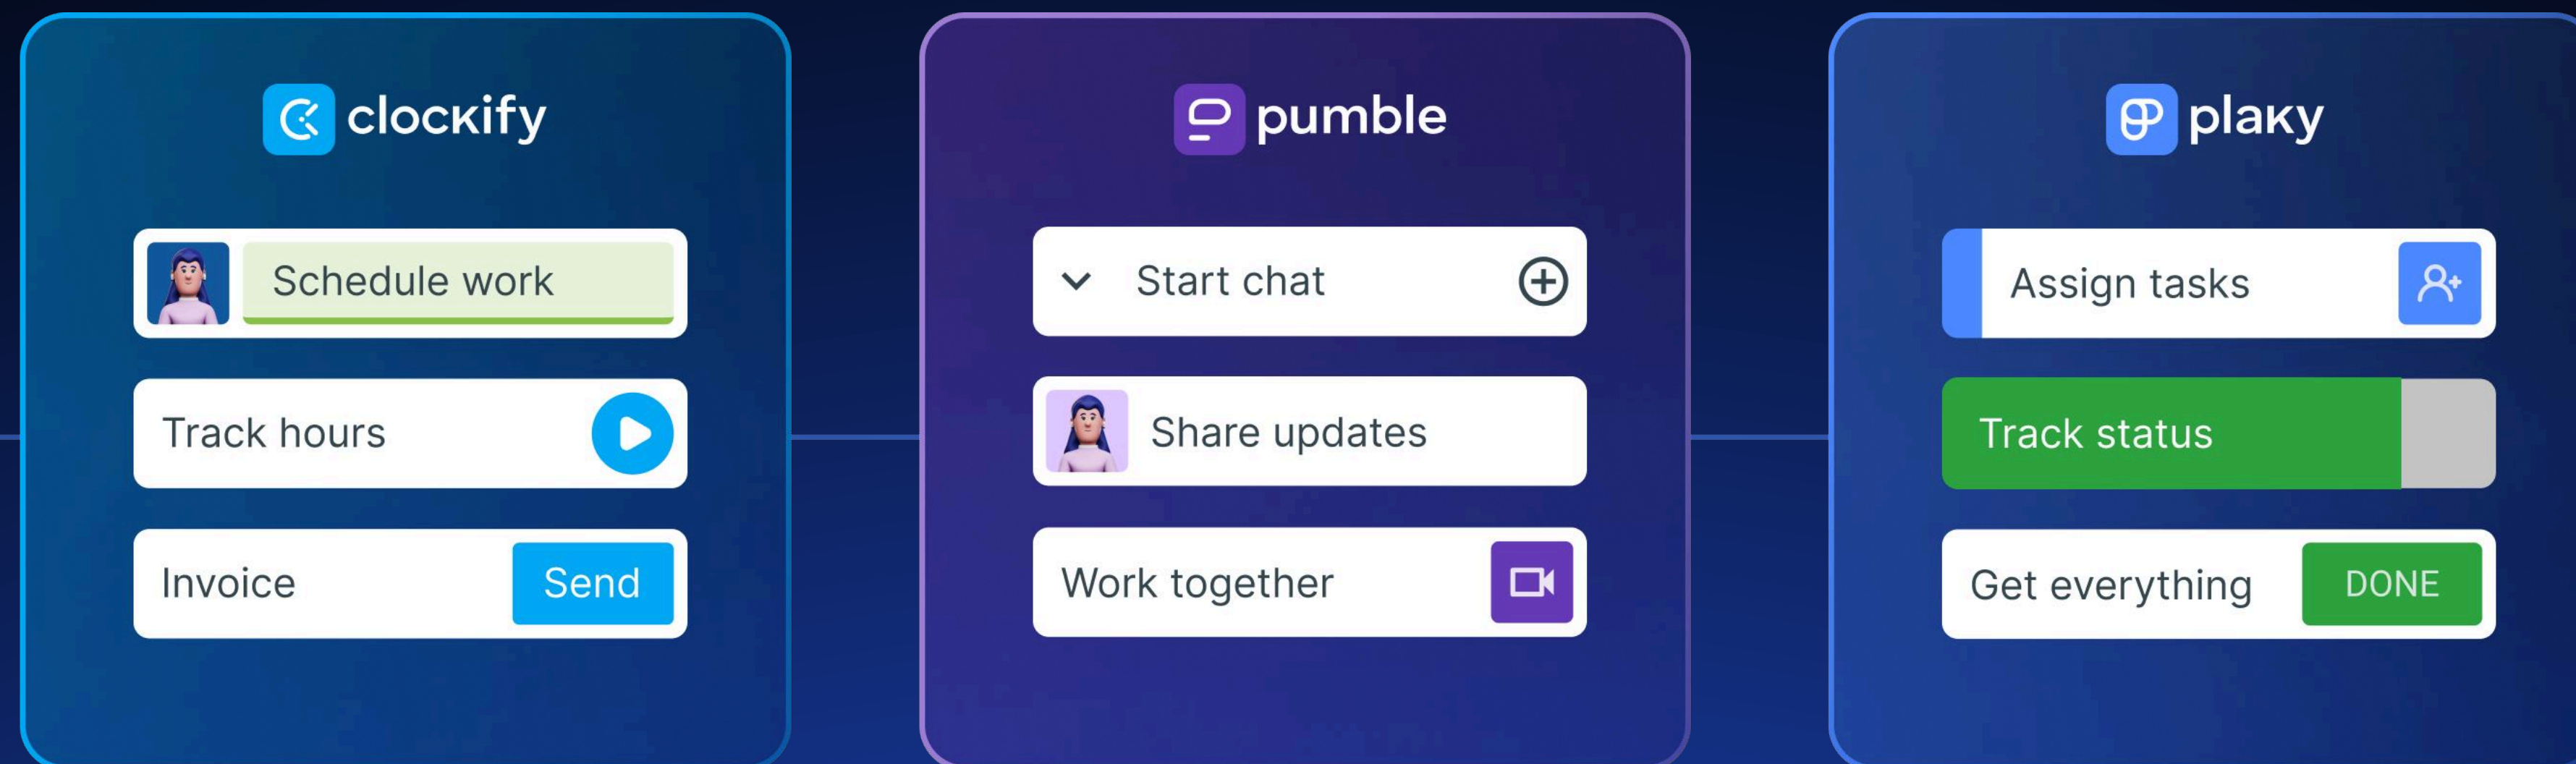 clockify
Schedule work
Track hours
Invoice
Send
pumble
Start chat
Share updates
Work together
plaky
Assign tasks
Track status
Get everything
DONE